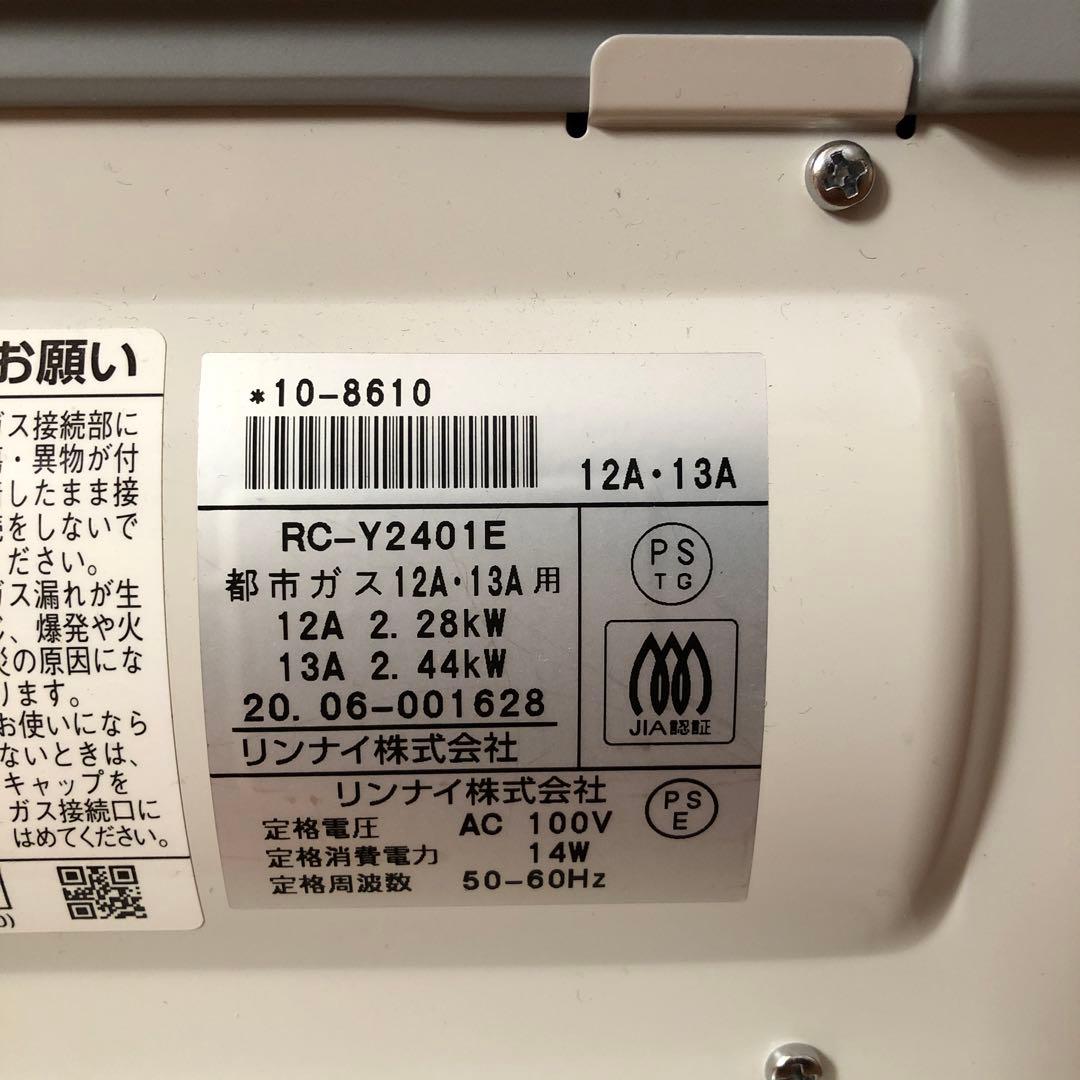 お願い
ガス接続部に
・異物が付
したまま接
をしないで
ださい。
ガス漏れが生
、爆発や火
災の原因にな
ります。
お使いになら
ないときは、
キャップを
ガス接続口に
はめてください。
*10-8610
12A・13A
RC-Y2401E
都市ガス12A・13A用
12A 2.28kW
13A 2.44kW
20.06-001628
リンナイ株式会社
PS
TG
JIA認証
リンナイ株式会社
定格電圧 AC 100V
定格消費電力 14W
定格周波数 50-60Hz
PS
E